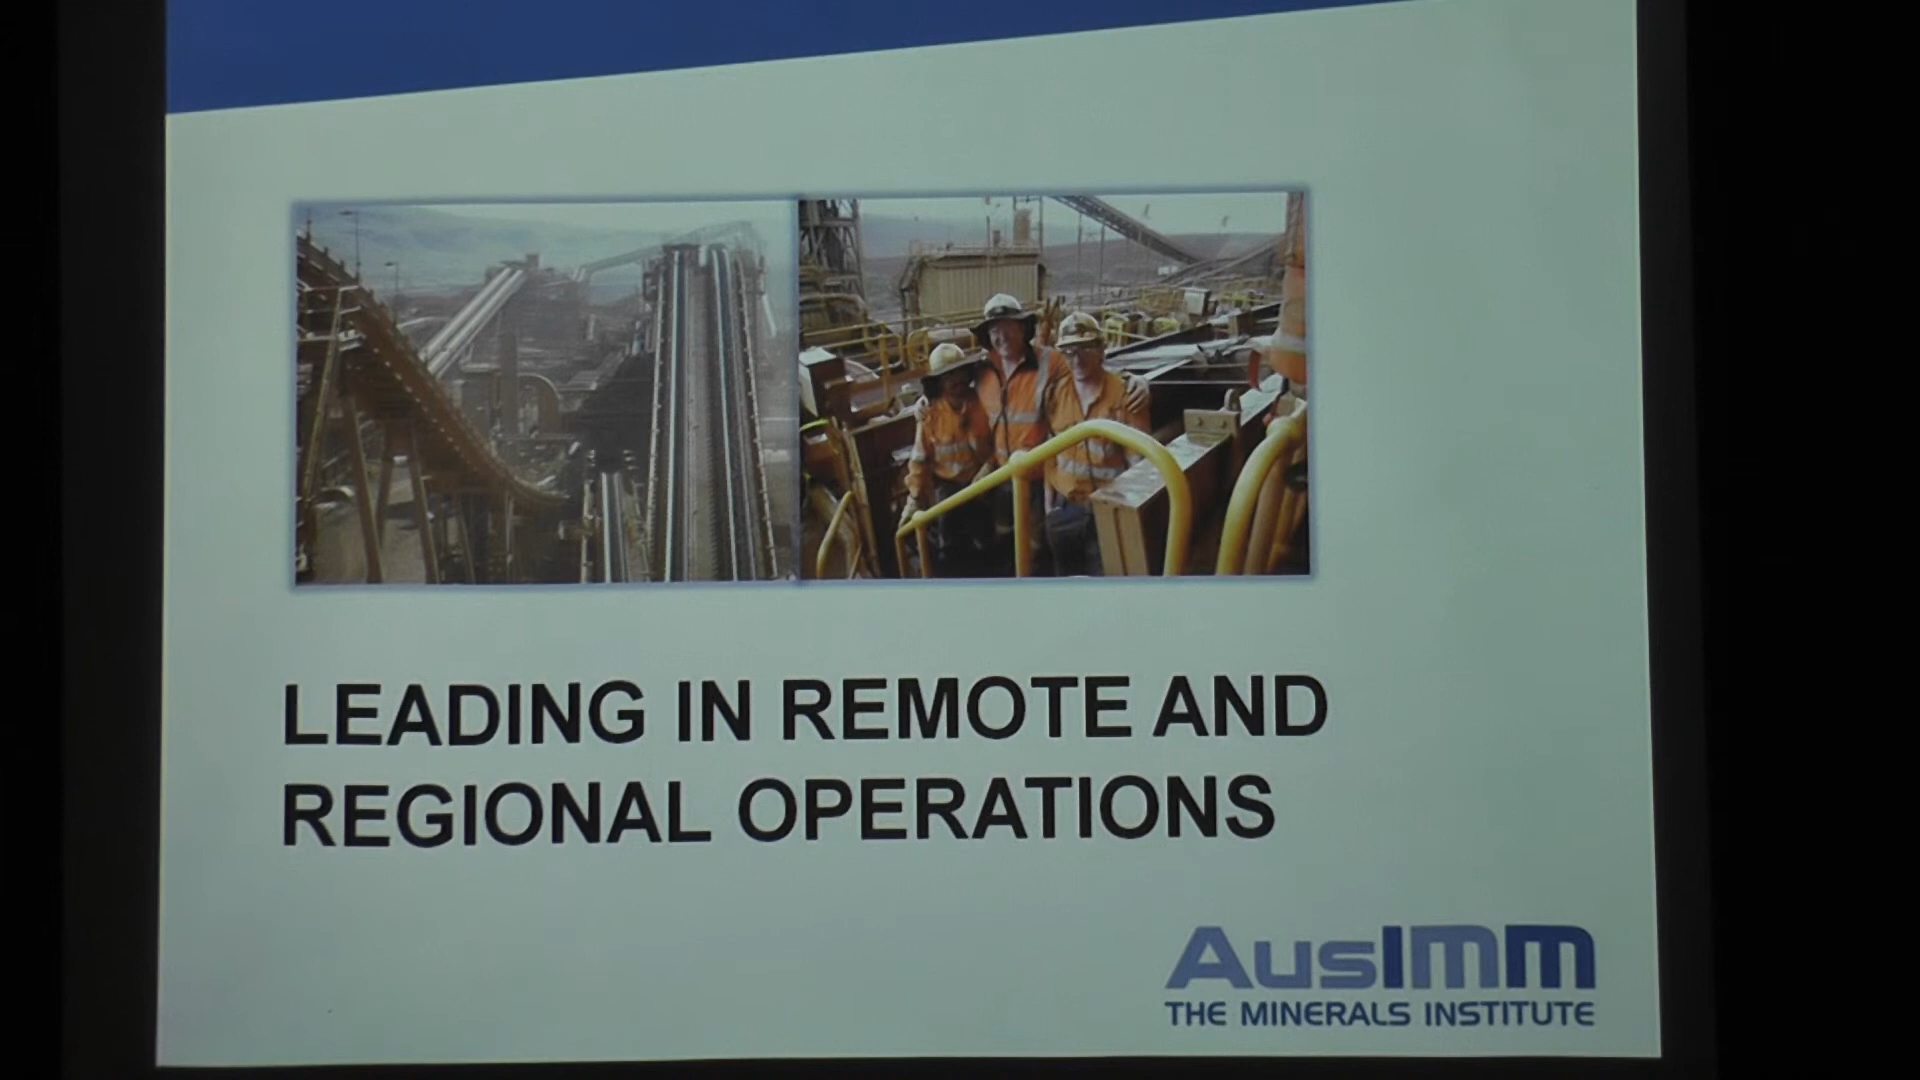 LEADING IN REMOTE AND
REGIONAL OPERATIONS
AusIMM
THE MINERALS INSTITUTE